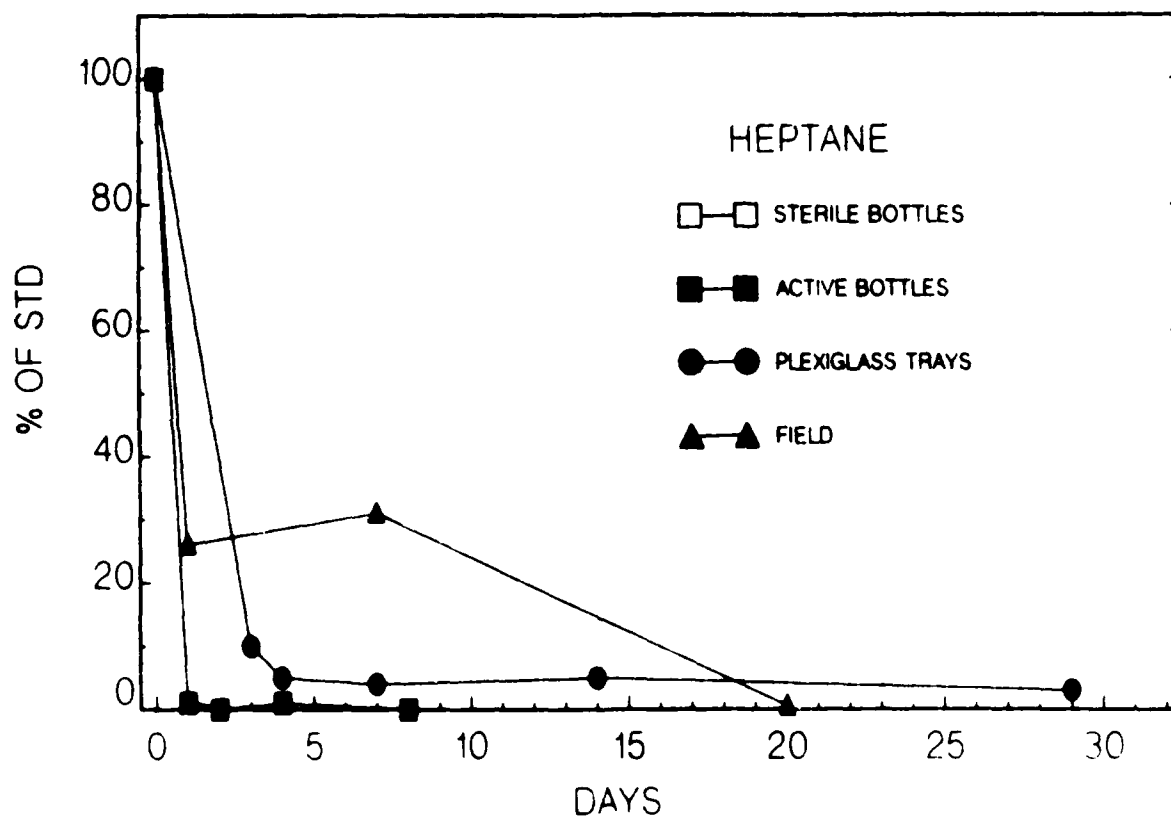 100
80
60
40
20
0
% OF STD
HEPTANE
STERILE BOTTLES
ACTIVE BOTTLES
PLEXIGLASS TRAYS
FIELD
0 5 10 15 20 25 30
DAYS